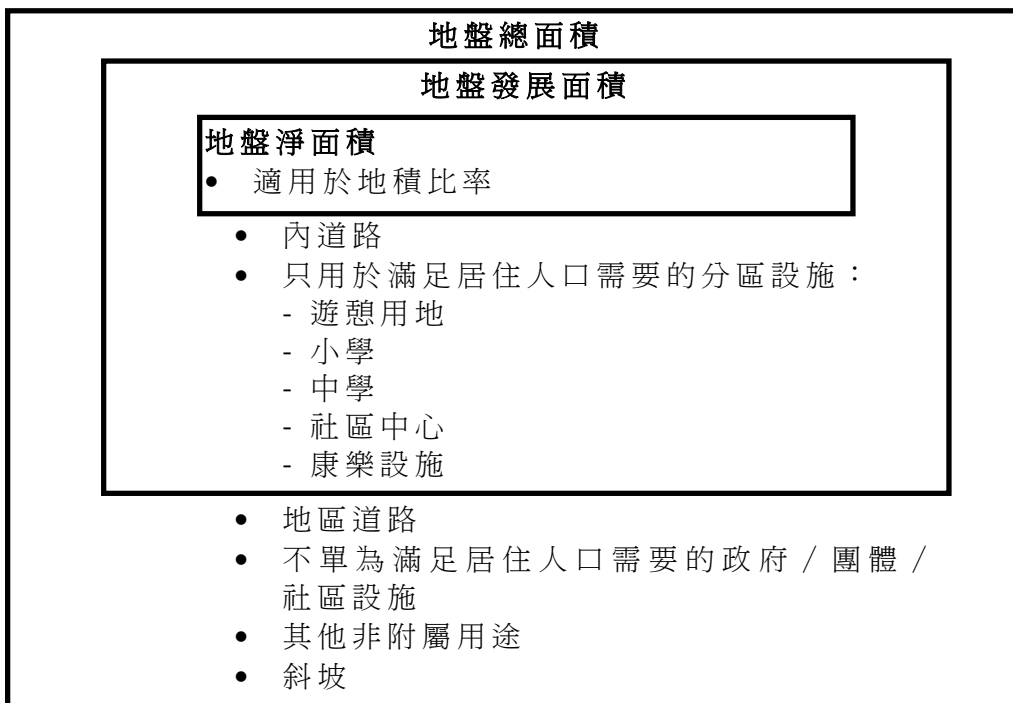 地盤總面積
地盤發展面積
地盤淨面積
• 適用於地積比率
• 內道路
• 只用於滿足居住人口需要的分區設施：
- 遊憩用地
- 小學
- 中學
- 社區中心
- 康樂設施
• 地區道路
• 不單為滿足居住人口需要的政府／團體／
社區設施
• 其他非附屬用途
• 斜坡